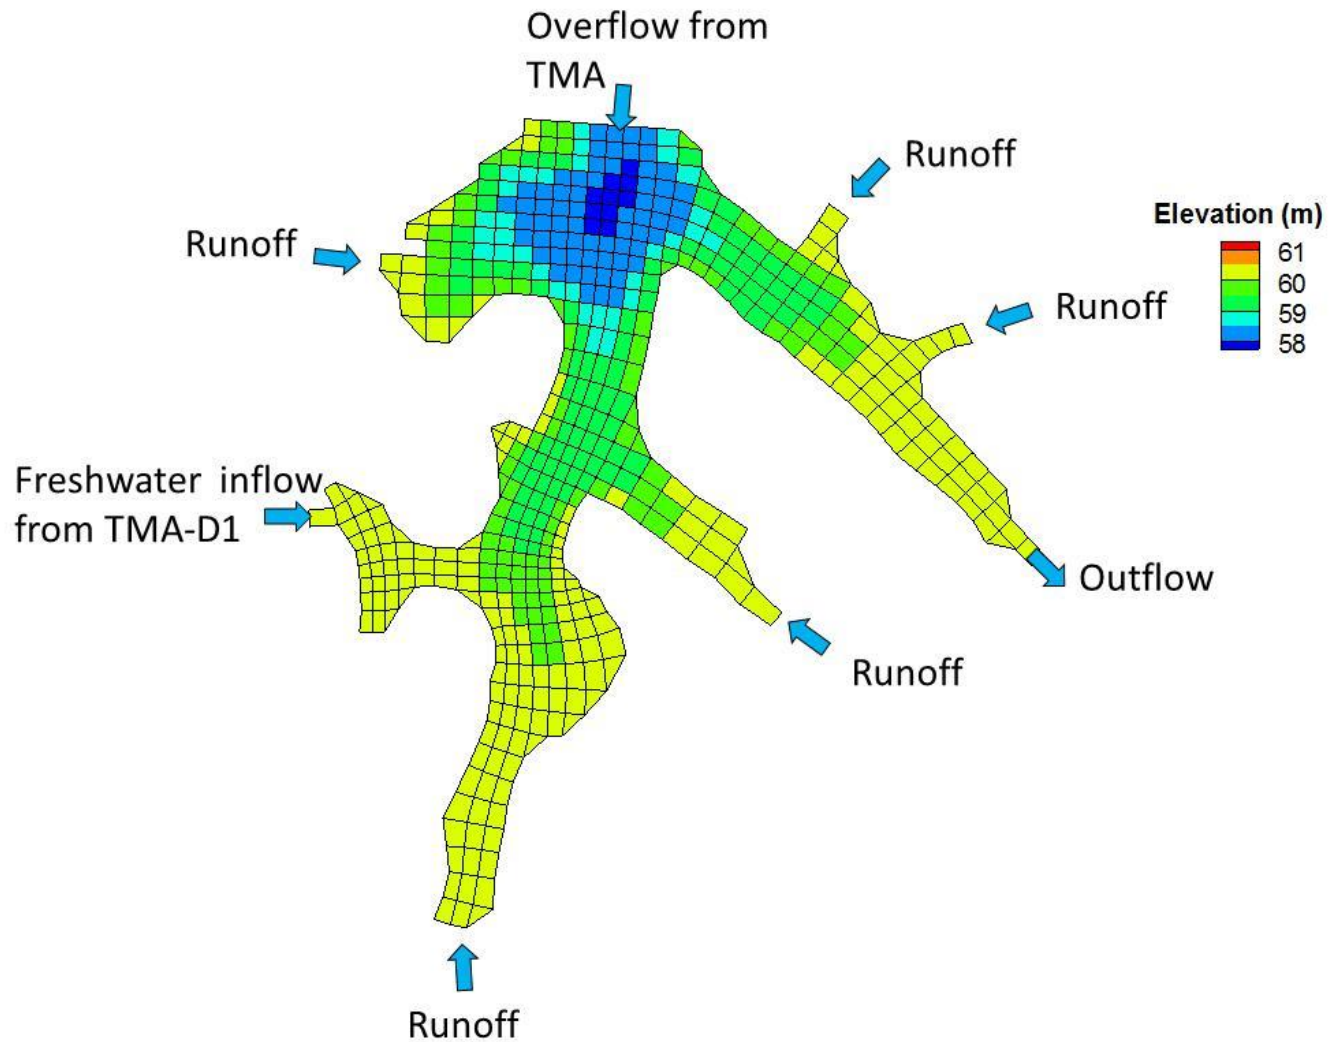 Overflow from
TMA
Runoff
Runoff
Elevation (m)
61
60
59
58
Runoff
Freshwater inflow
from TMA-D1
Outflow
Runoff
Runoff